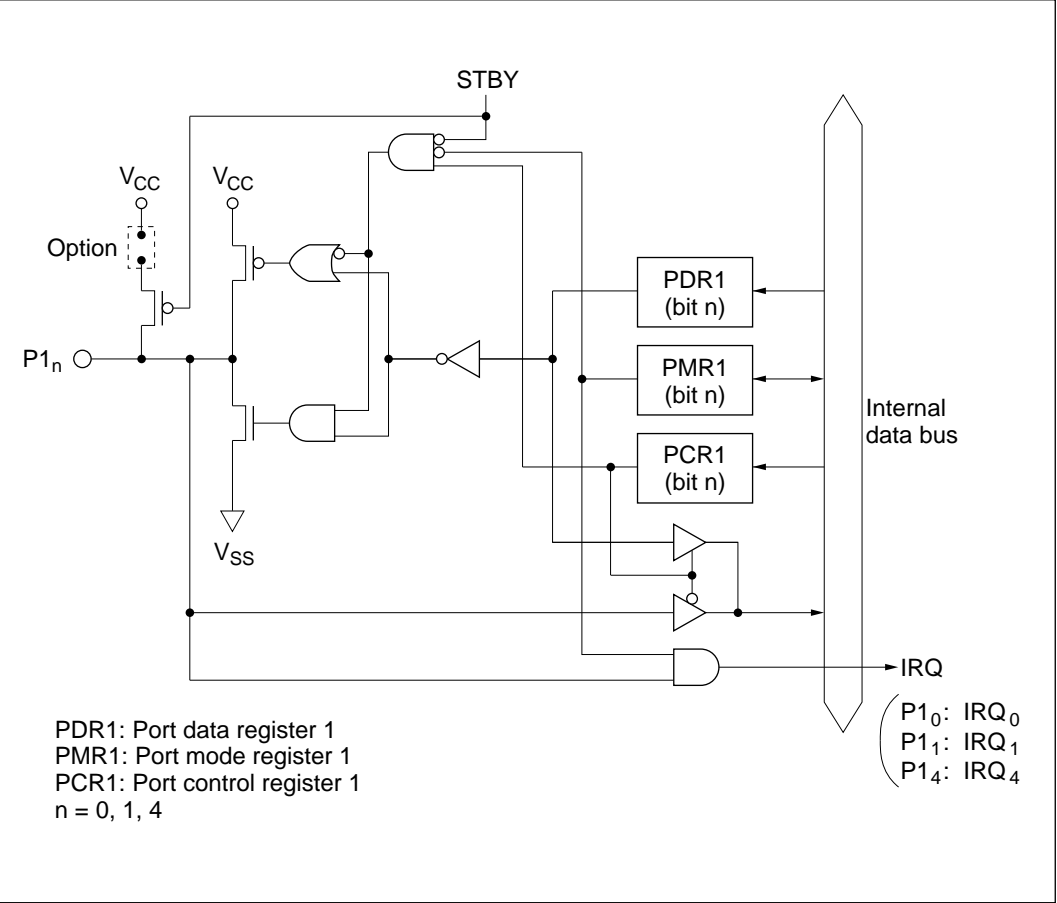 STBY
VCC
VCC
Option
PDR1
(bit n)
P1n
PMR1
(bit n)
Internal
data bus
PCR1
(bit n)
VSS
IRQ
P10: IRQ0
P11: IRQ1
P14: IRQ4
PDR1: Port data register 1
PMR1: Port mode register 1
PCR1: Port control register 1
n = 0, 1, 4